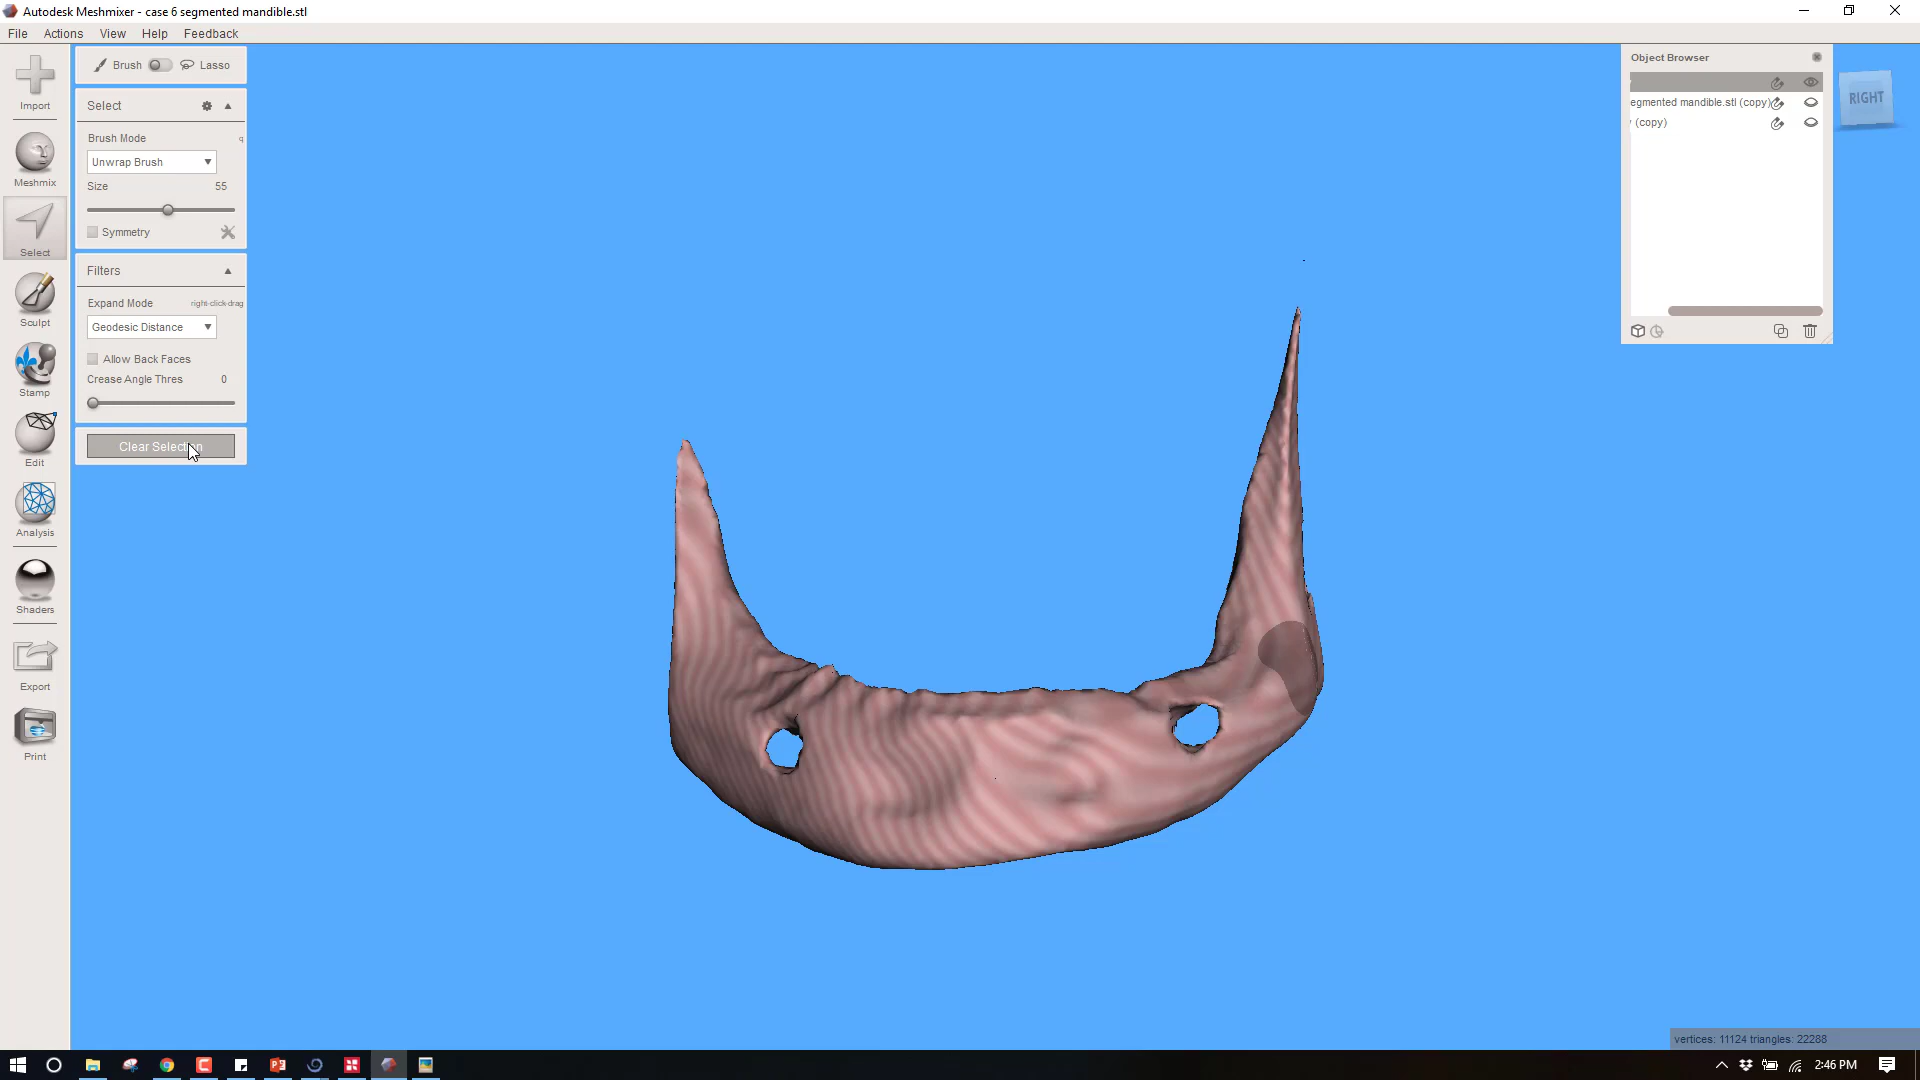 Autodesk Meshmixer - case 6 segmented mandible.stl
File Actions View Help Feedback
Import
Meshmix
Select
Sculpt
Stamp
Edit
Analysis
Shaders
Export
Print
Brush Lasso
Select
Brush Mode q
Unwrap Brush
Size 55
Symmetry
Filters
Expand Mode right-click-drag
Geodesic Distance
Allow Back Faces
Crease Angle Thres 0
Clear Selection
Object Browser
egmented mandible.stl (copy)
(copy)
RIGHT
vertices: 11124 triangles: 22288
2:46 PM